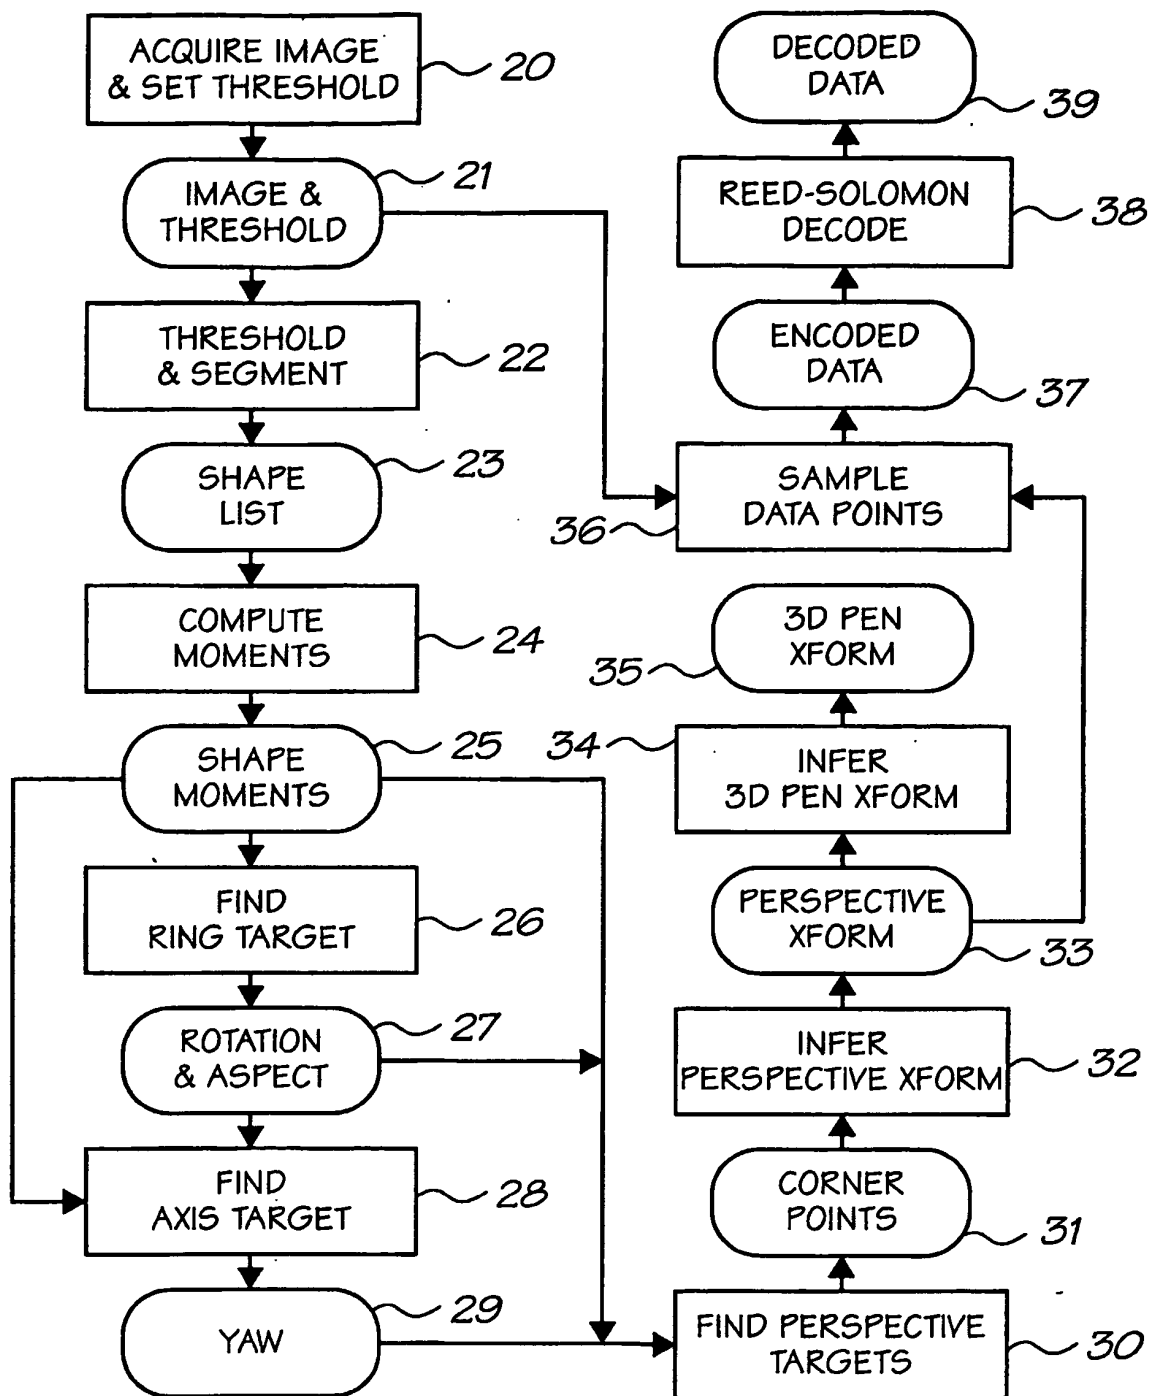 ACQUIRE IMAGE
& SET THRESHOLD
20
IMAGE &
THRESHOLD
21
THRESHOLD
& SEGMENT
22
SHAPE
LIST
23
COMPUTE
MOMENTS
24
SHAPE
MOMENTS
25
FIND
RING TARGET
26
ROTATION
& ASPECT
27
FIND
AXIS TARGET
28
YAW
29
DECODED
DATA
39
REED-SOLOMON
DECODE
38
ENCODED
DATA
37
SAMPLE
DATA POINTS
36
3D PEN
XFORM
35
INFER
3D PEN XFORM
34
PERSPECTIVE
XFORM
33
INFER
PERSPECTIVE XFORM
32
CORNER
POINTS
31
FIND PERSPECTIVE
TARGETS
30